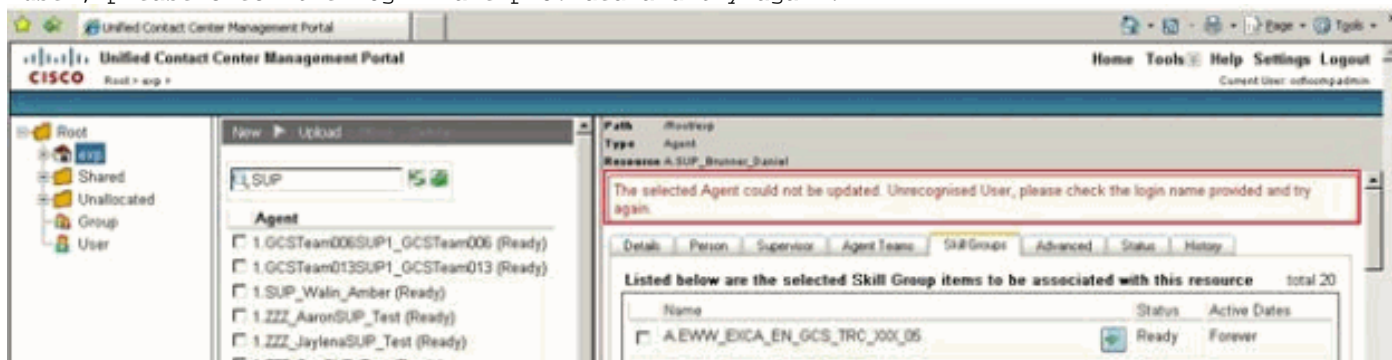 Unified Contact Center Management Portal
Page
Tools
CISCO
Unified Contact Center Management Portal
Root > exp >
Home Tools Help Settings Logout
Current User:
Root
exp
Shared
Unallocated
Group
User
New Upload
SUP
Agent
1.GCSTeam006SUP1_GCSTeam006 (Ready)
1.GCSTeam013SUP1_GCSTeam013 (Ready)
1.SUP_Walin_Amber (Ready)
1.ZZZ_AaronSUP_Test (Ready)
1.ZZZ_JaylenaSUP_Test (Ready)
Path /Root/exp
Type Agent
Resource A.SUP_Brunner_Daniel
The selected Agent could not be updated. Unrecognised User, please check the login name provided and try
again.
Details Person Supervisor Agent Teams Skill Groups Advanced Status History
Listed below are the selected Skill Group items to be associated with this resource total 20
Name Status Active Dates
A.EWW_EXCA_EN_GCS_TRC_XXX_05 Ready Forever